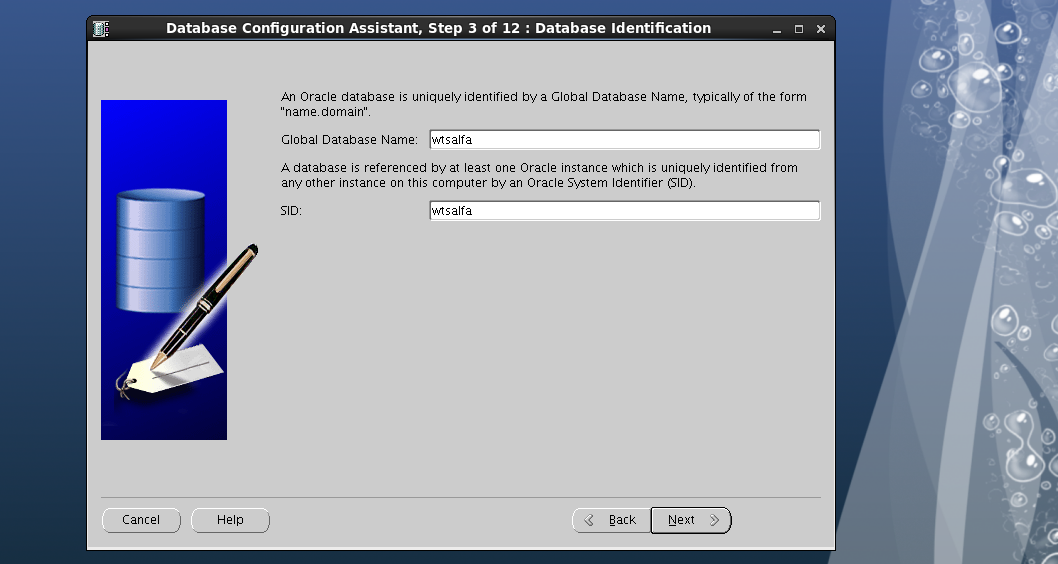 Database Configuration Assistant, Step 3 of 12 : Database Identification
An Oracle database is uniquely identified by a Global Database Name, typically of the form
"name.domain".
Global Database Name: wtsalfa
A database is referenced by at least one Oracle instance which is uniquely identified from
any other instance on this computer by an Oracle System Identifier (SID).
SID: wtsalfa
Cancel Help Back Next